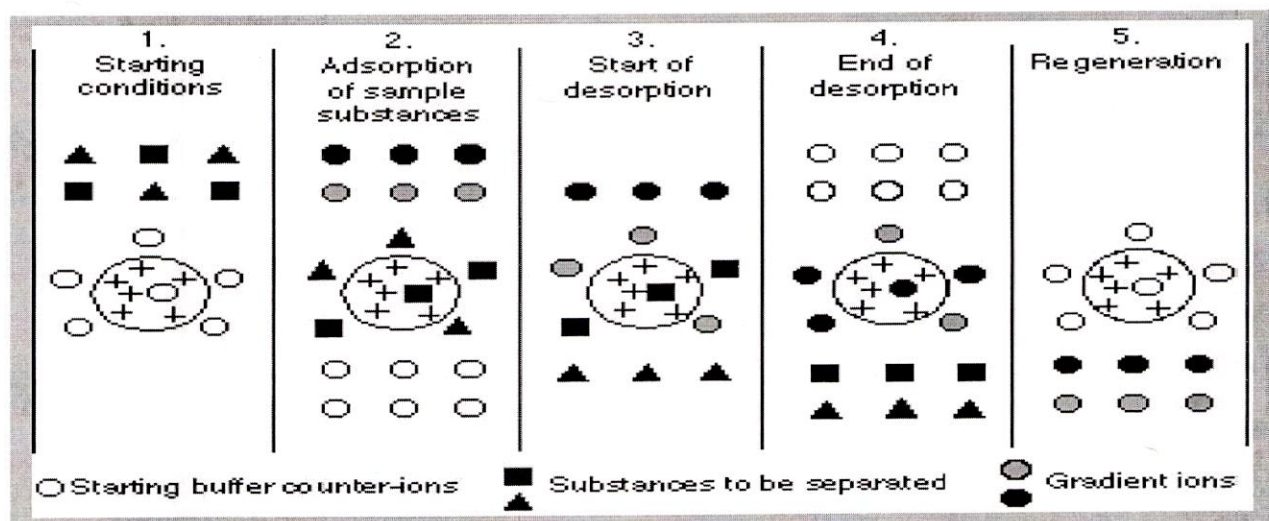 1.
Starting
conditions
2.
Adsorption
of sample
substances
3.
Start of
desorption
4.
End of
desorption
5.
Regeneration
Starting buffer counter-ions
Substances to be separated
Gradient ions